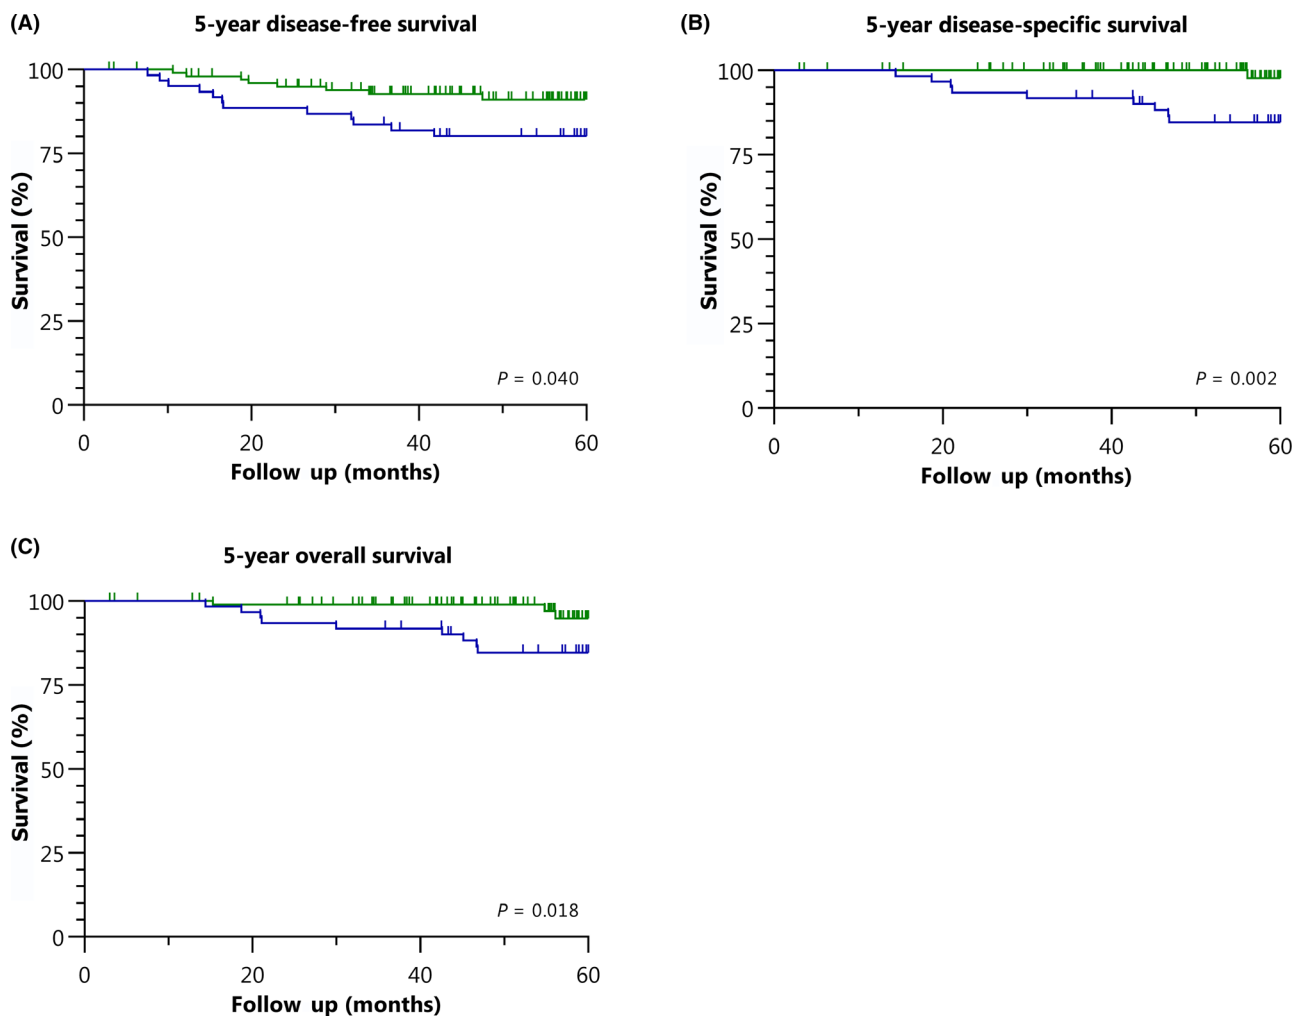 (A)
5-year disease-free survival
100
75
50
25
0
Survival (%)
P = 0.040
0 20 40 60
Follow up (months)
(B)
5-year disease-specific survival
100
75
50
25
0
Survival (%)
P = 0.002
0 20 40 60
Follow up (months)
(C)
5-year overall survival
100
75
50
25
0
Survival (%)
P = 0.018
0 20 40 60
Follow up (months)